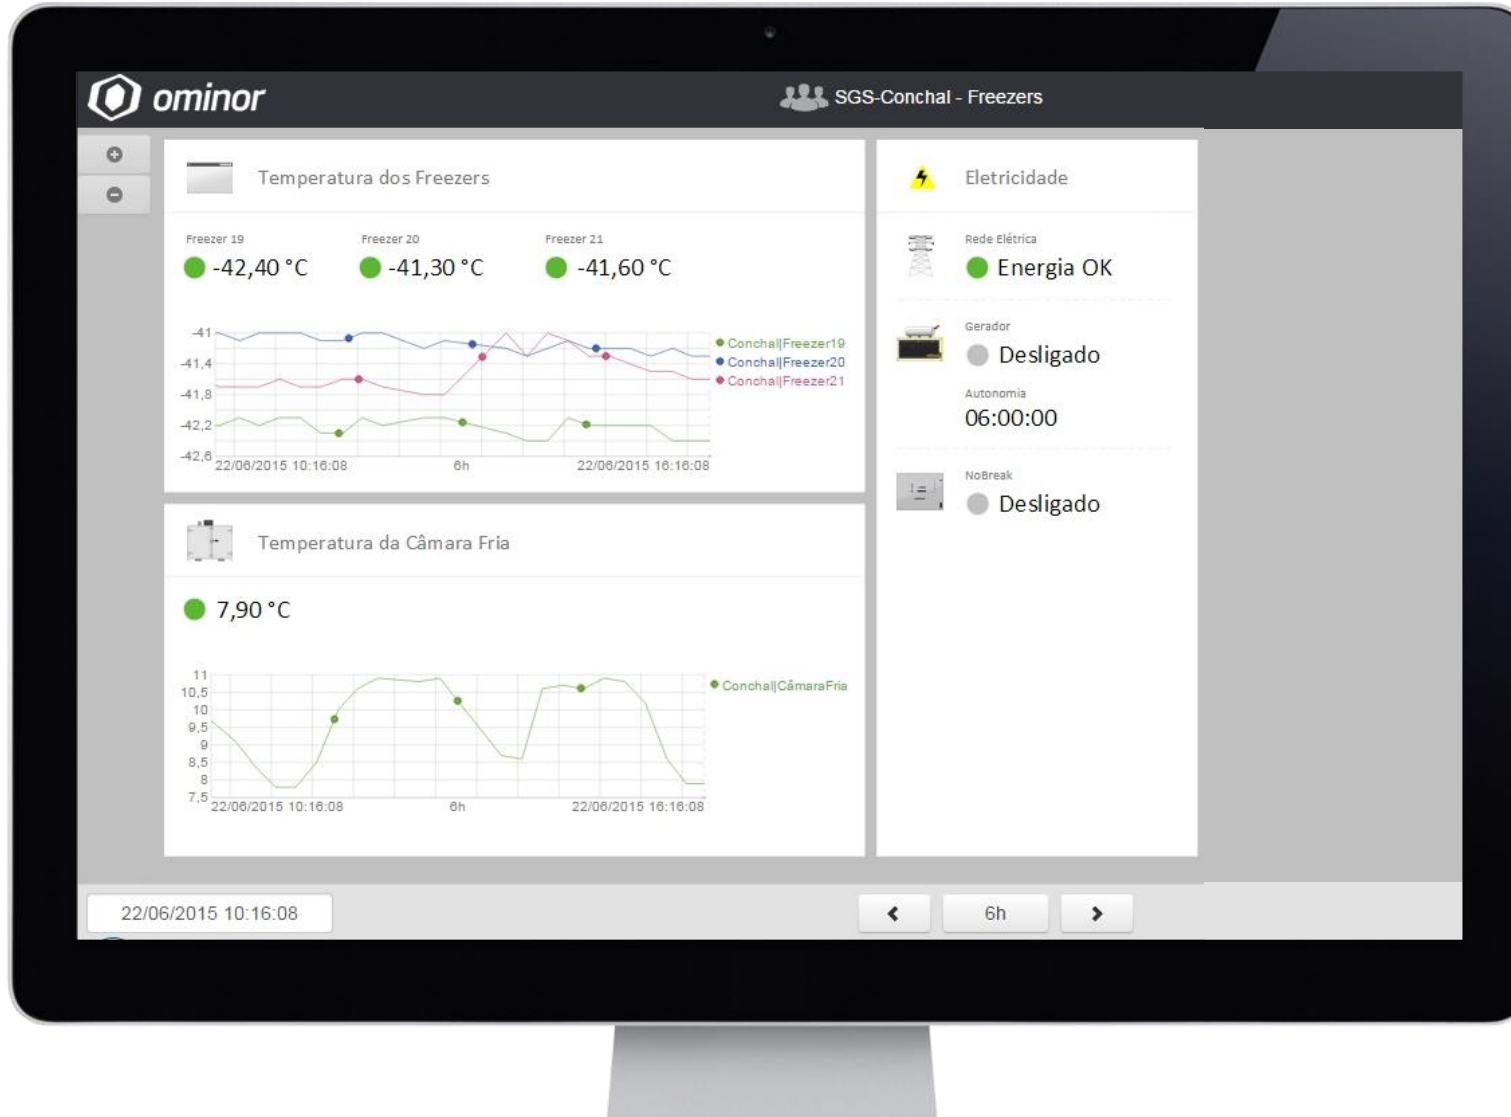 ominor
SGS-Conchal - Freezers
Temperatura dos Freezers
Freezer 19
-42,40 °C
Freezer 20
-41,30 °C
Freezer 21
-41,60 °C
-41
-41,4
-41,8
-42,2
-42,6
22/06/2015 10:16:08
6h
22/06/2015 16:16:08
Conchal|Freezer19
Conchal|Freezer20
Conchal|Freezer21
Temperatura da Câmara Fria
7,90 °C
11
10,5
10
9,5
9
8,5
8
7,5
22/06/2015 10:16:08
6h
22/06/2015 16:16:08
Conchal|CâmaraFria
Eletricidade
Rede Elétrica
Energia OK
Gerador
Desligado
Autonomia
06:00:00
NoBreak
Desligado
22/06/2015 10:16:08
6h